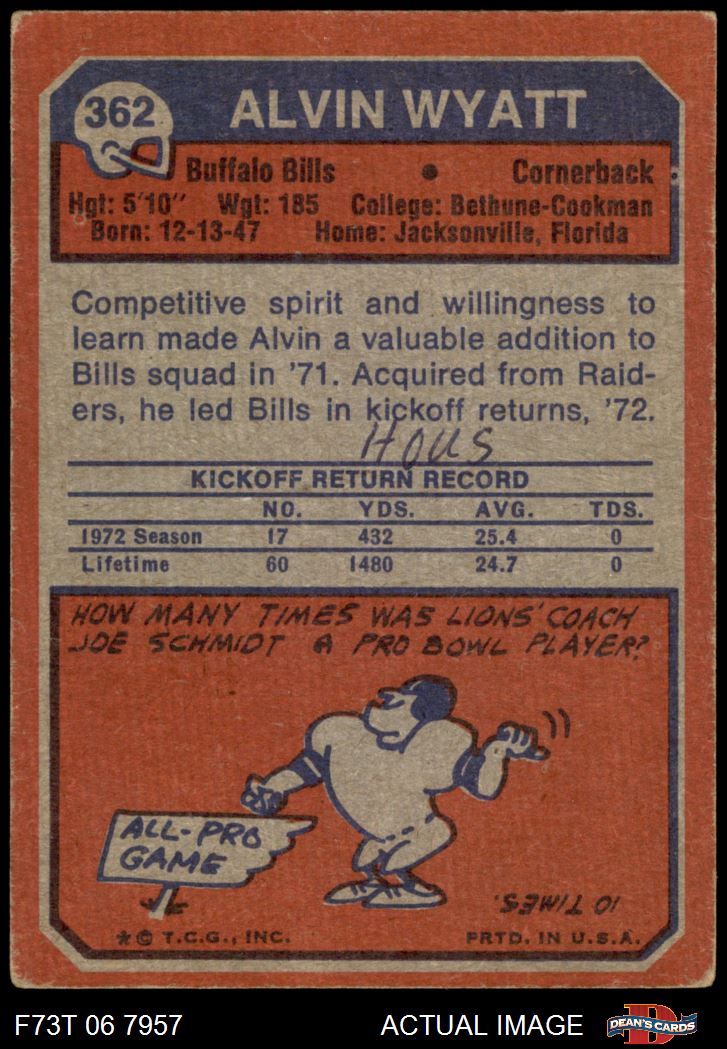 362
ALVIN WYATT
Buffalo Bills • Cornerback
Hgt: 5'10" Wgt: 185 College: Bethune-Cookman
Born: 12-13-47 Home: Jacksonville, Florida
Competitive spirit and willingness to
learn made Alvin a valuable addition to
Bills squad in '71. Acquired from Raid-
ers, he led Bills in kickoff returns, '72.
Hous
KICKOFF RETURN RECORD
NO. YDS. AVG. TDS.
1972 Season 17 432 25.4 0
Lifetime 60 1480 24.7 0
HOW MANY TIMES WAS LIONS' COACH
JOE SCHMIDT A PRO BOWL PLAYER?
ALL-PRO
GAME
10 TIMES.
* © T.C.G., INC. PRTD. IN U.S.A.
F73T 06 7957 ACTUAL IMAGE
D
DEAN'S CARDS